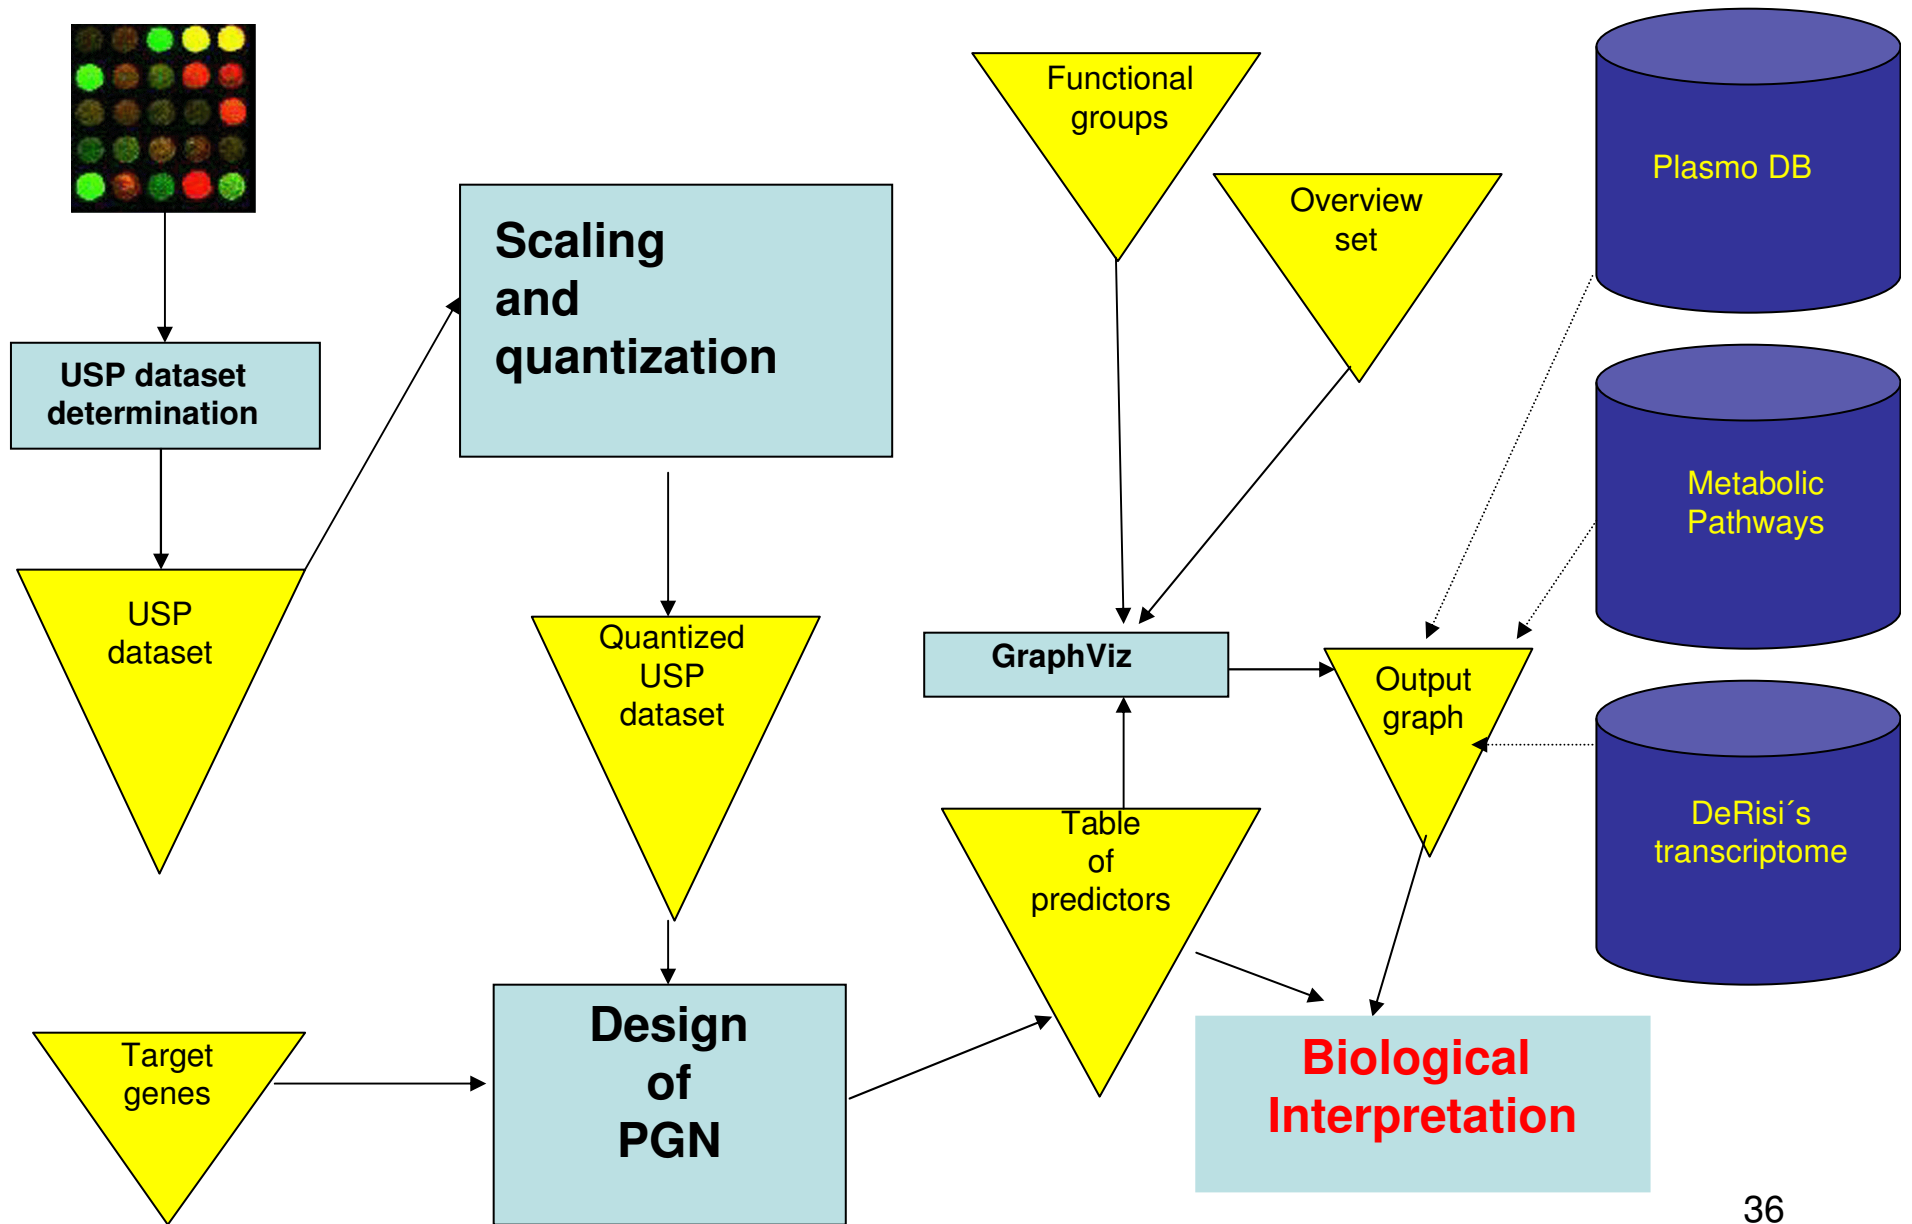 USP dataset
determination
USP
dataset
Target
genes
Scaling
and
quantization
Quantized
USP
dataset
Design
of
PGN
Functional
groups
Overview
set
GraphViz
Table
of
predictors
Output
graph
Biological
Interpretation
Plasmo DB
Metabolic
Pathways
DeRisi´s
transcriptome
36